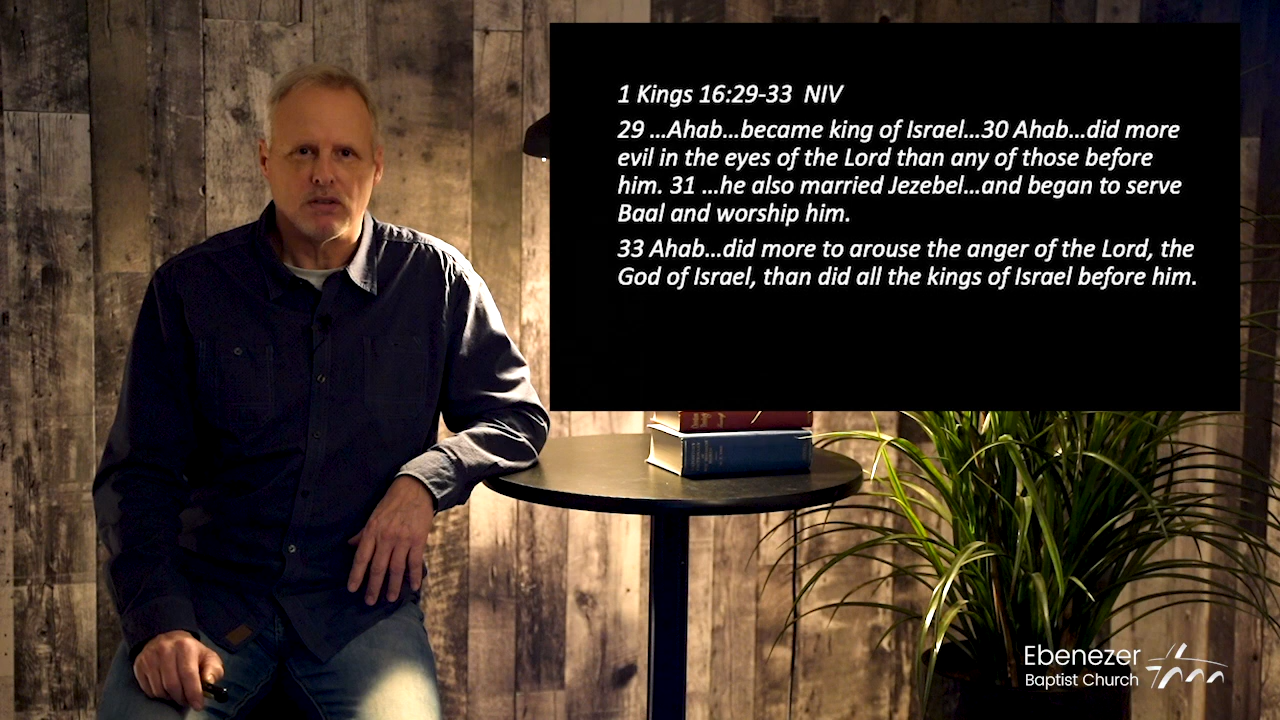 1 Kings 16:29-33 NIV
29 ...Ahab...became king of Israel...30 Ahab...did more
evil in the eyes of the Lord than any of those before
him. 31 ...he also married Jezebel...and began to serve
Baal and worship him.
33 Ahab...did more to arouse the anger of the Lord, the
God of Israel, than did all the kings of Israel before him.
Ebenezer
Baptist Church